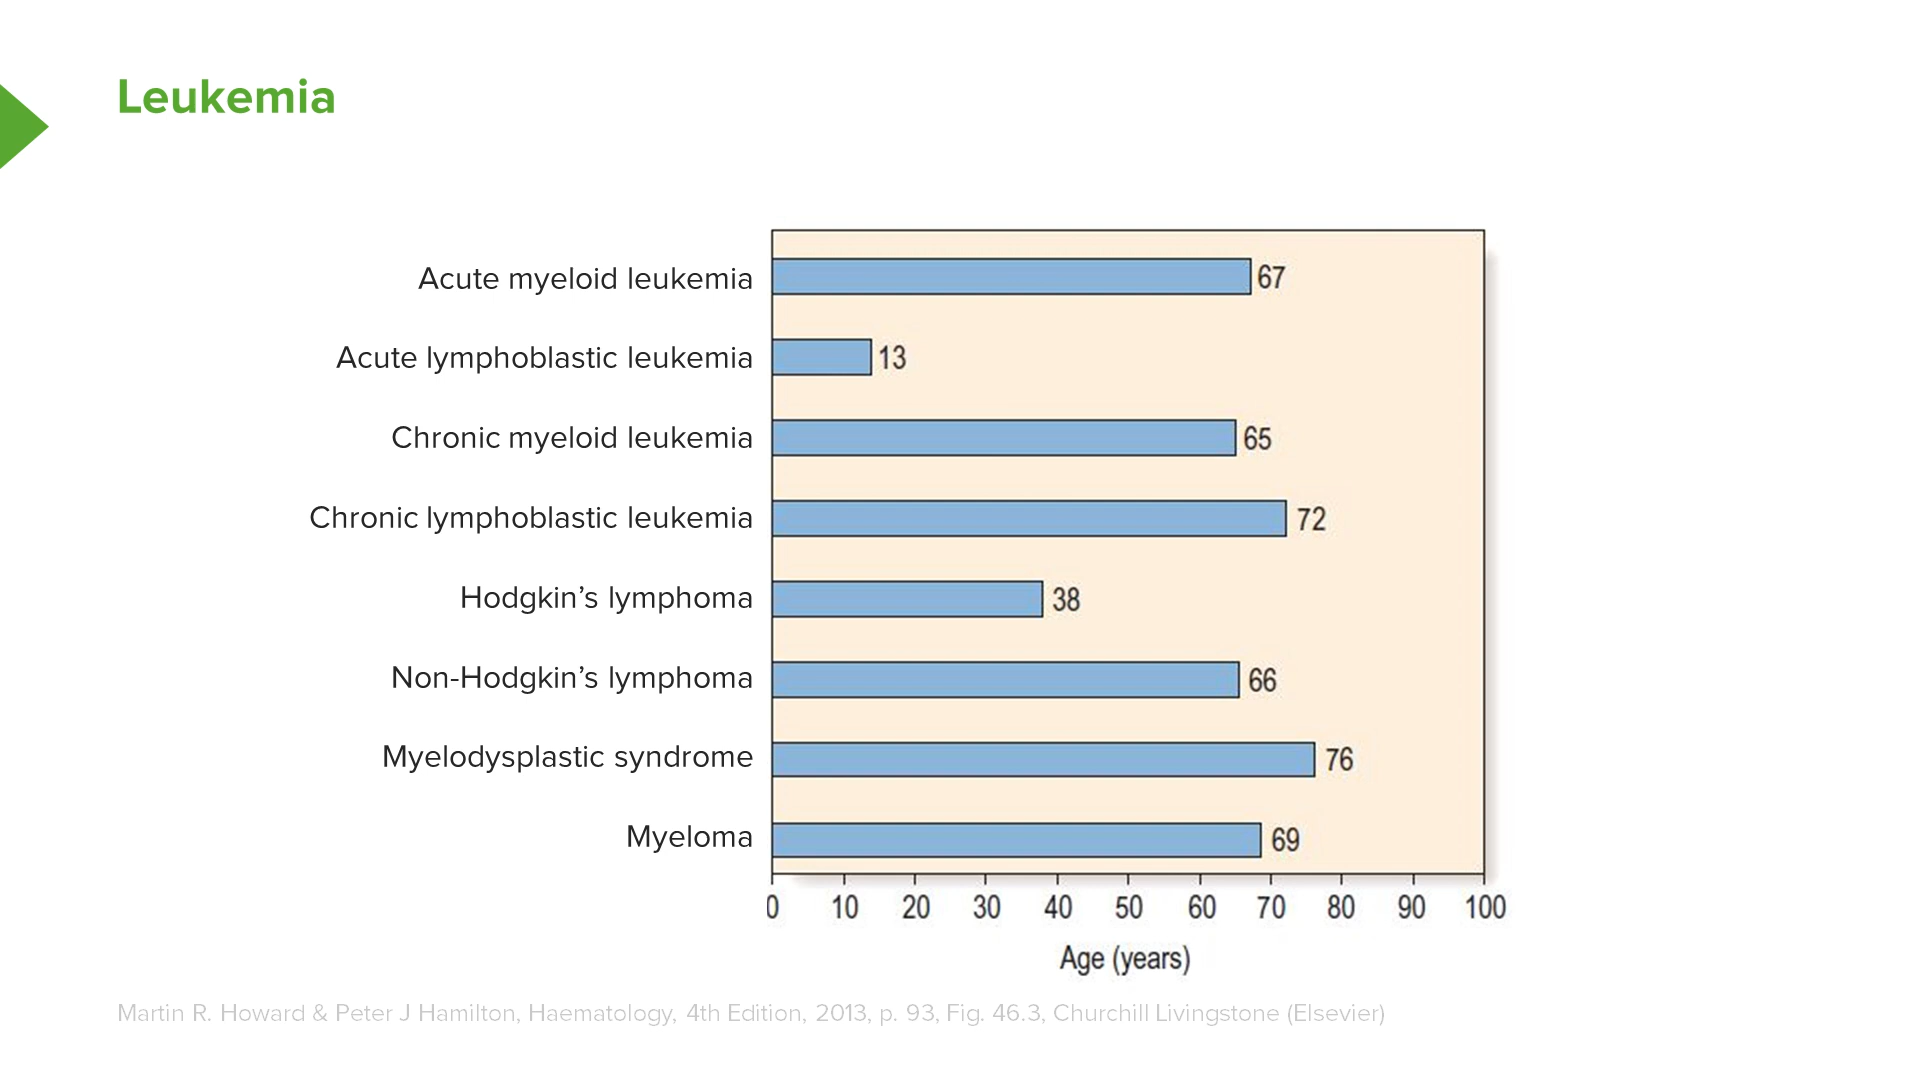 Leukemia
Acute myeloid leukemia 67
Acute lymphoblastic leukemia 13
Chronic myeloid leukemia 65
Chronic lymphoblastic leukemia 72
Hodgkin’s lymphoma 38
Non-Hodgkin’s lymphoma 66
Myelodysplastic syndrome 76
Myeloma 69
0 10 20 30 40 50 60 70 80 90 100
Age (years)
Martin R. Howard & Peter J Hamilton, Haematology, 4th Edition, 2013, p. 93, Fig. 46.3, Churchill Livingstone (Elsevier)